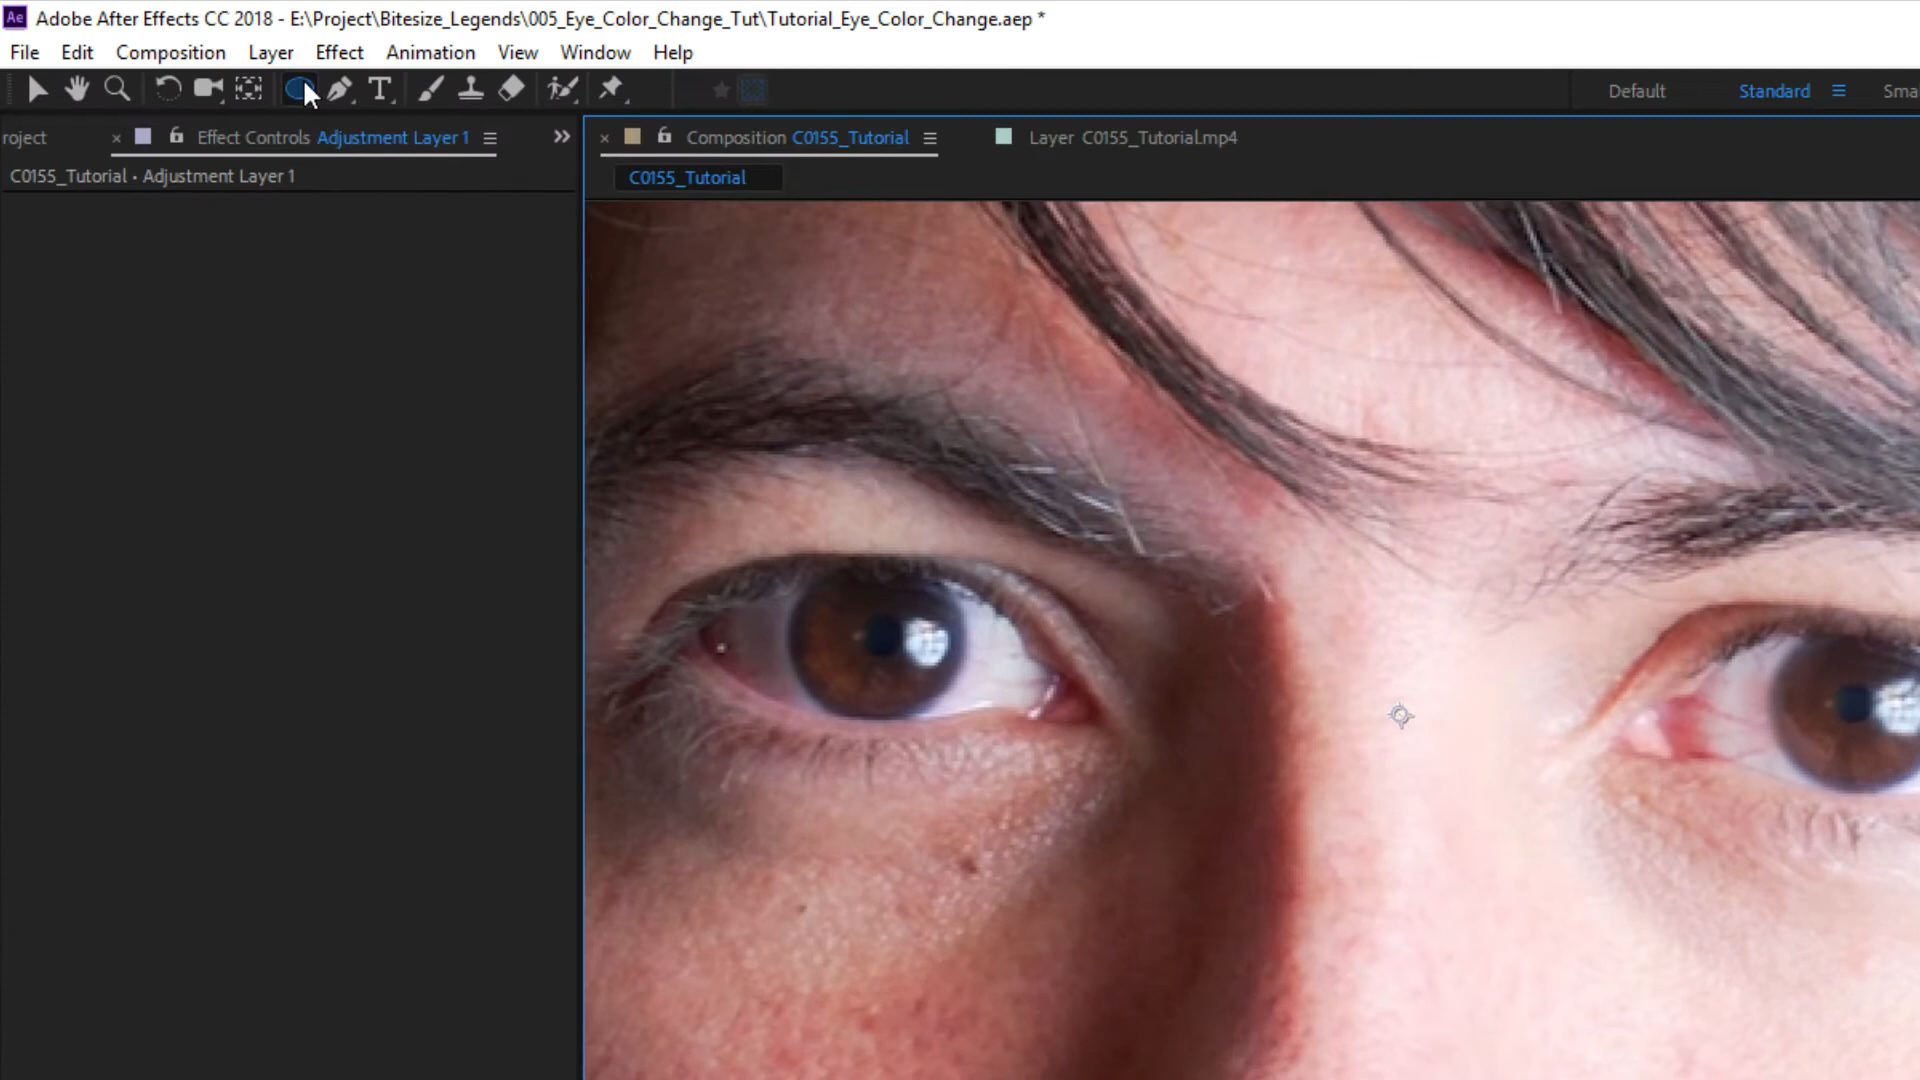 Ae Adobe After Effects CC 2018 - E:\Project\Bitesize_Legends\005_Eye_Color_Change_Tut\Tutorial_Eye_Color_Change.aep *
File Edit Composition Layer Effect Animation View Window Help
T Default Standard Sma
roject Effect Controls Adjustment Layer 1 Composition C0155_Tutorial Layer C0155_Tutorial.mp4
C0155_Tutorial • Adjustment Layer 1 C0155_Tutorial